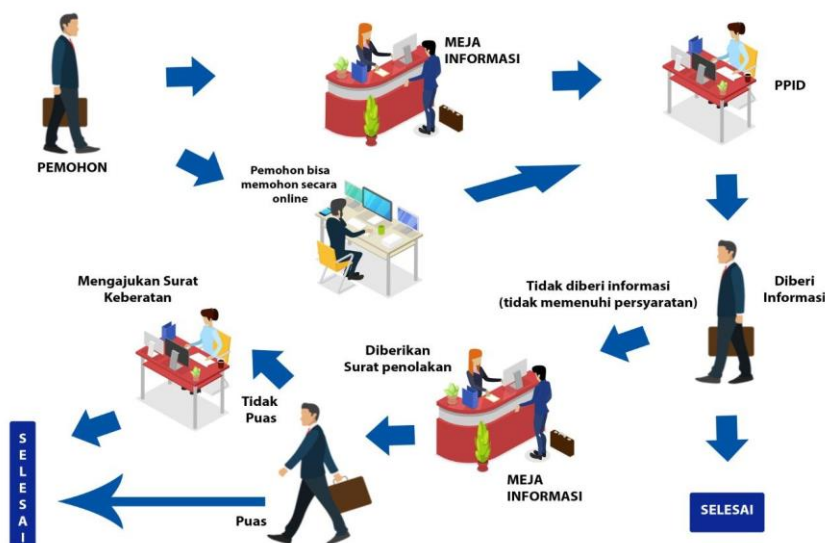 MEJA
INFORMASI
PPID
PEMOHON
Pemohon bisa
memohon secara
online
Diberi
Informasi
Tidak diberi informasi
(tidak memenuhi persyaratan)
Mengajukan Surat
Keberatan
Diberikan
Surat penolakan
Tidak
Puas
MEJA
INFORMASI
SELESAI
Puas
SELESAI